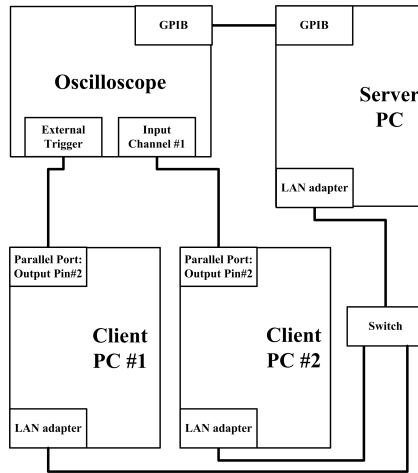 GPIB
GPIB
Oscilloscope
Server
PC
External
Trigger
Input
Channel #1
LAN adapter
Parallel Port:
Output Pin#2
Parallel Port:
Output Pin#2
Client
PC #1
Client
PC #2
Switch
LAN adapter
LAN adapter